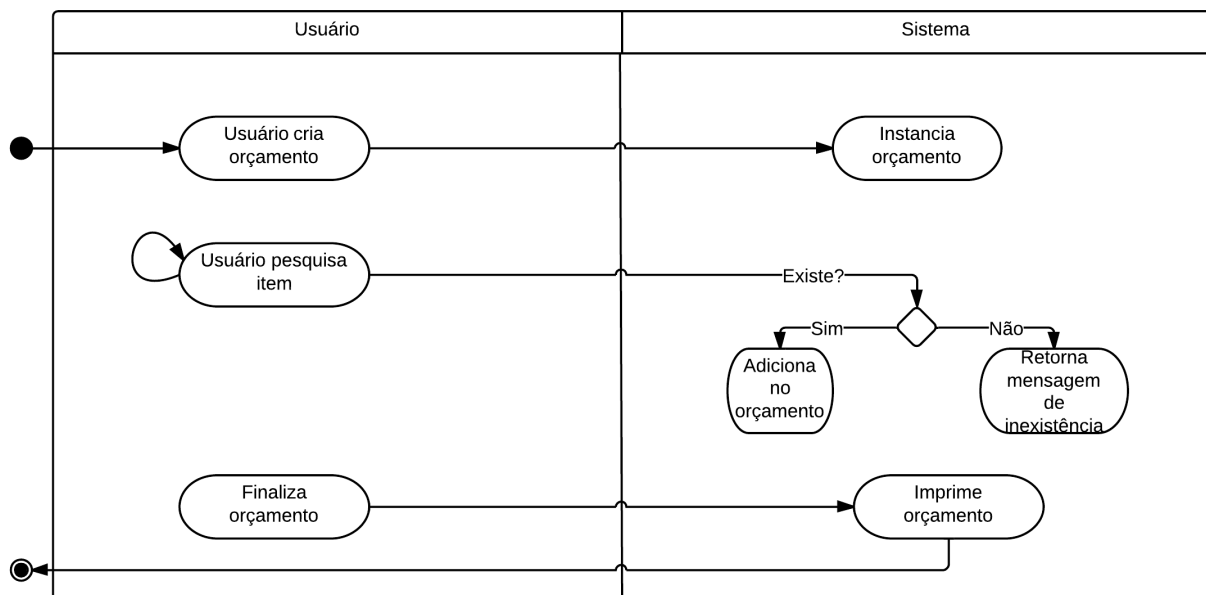 Usuário
Sistema
Usuário cria
orçamento
Instancia
orçamento
Usuário pesquisa
item
Existe?
Sim
Não
Adiciona
no
orçamento
Retorna
mensagem
de
inexistência
Finaliza
orçamento
Imprime
orçamento